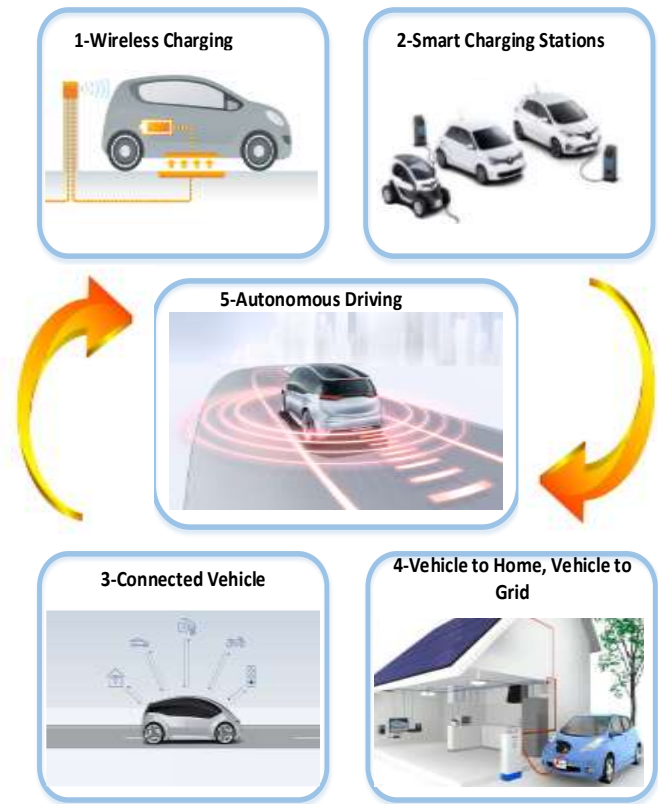 1-Wireless Charging
2-Smart Charging Stations
5-Autonomous Driving
3-Connected Vehicle
4-Vehicle to Home, Vehicle to
Grid